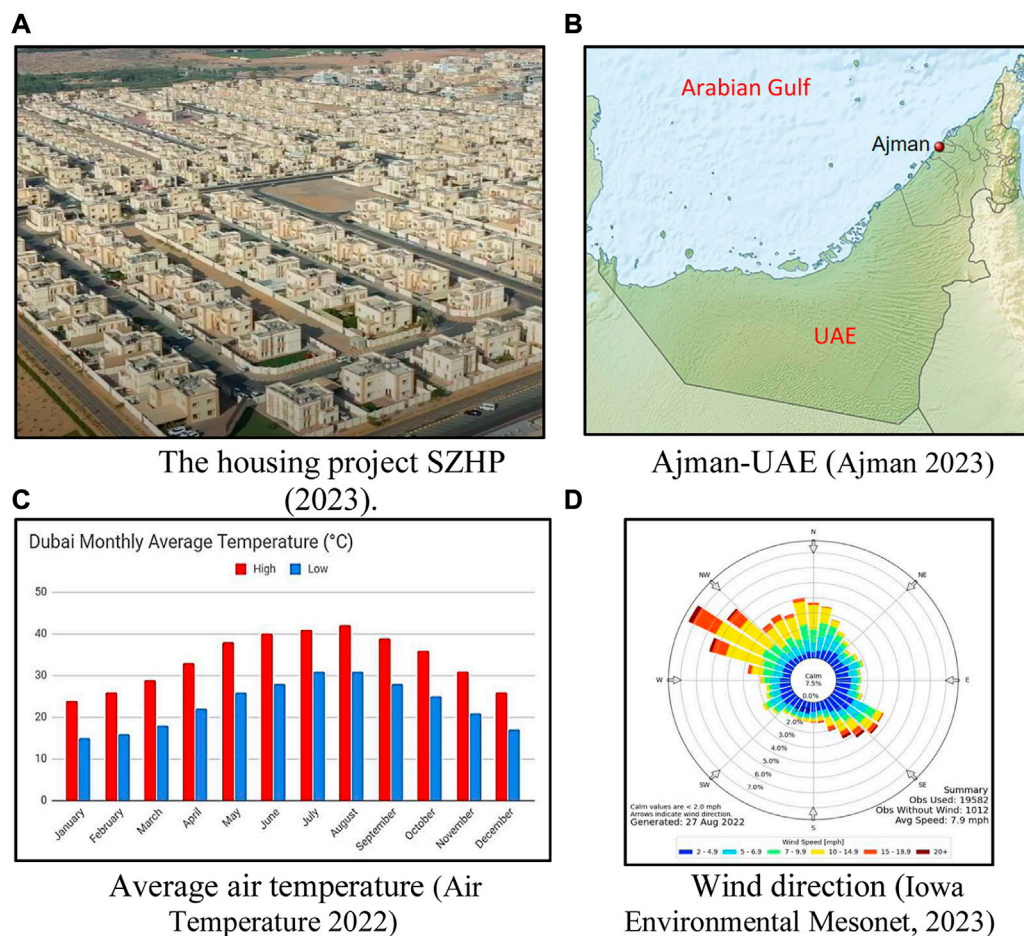 A
B
Arabian Gulf
Ajman
UAE
The housing project SZHP
(2023).
Ajman-UAE (Ajman 2023)
C
D
Dubai Monthly Average Temperature (°C)
High Low
50
40
30
20
10
0
January February March April May June July August September October November December
N
NW NE
W E
SW SE
S
Calm
7.5%
0.0%
2.0%
3.0%
4.0%
5.0%
6.0%
7.0%
Calm values are < 2.0 mph
Arrows indicate wind direction.
Generated: 27 Aug 2022
Summary
Obs Used: 19582
Obs Without Wind: 1012
Avg Speed: 7.9 mph
Wind Speed [mph]
2 - 4.9 5 - 6.9 7 - 9.9 10 - 14.9 15 - 19.9 20+
Average air temperature (Air
Temperature 2022)
Wind direction (Iowa
Environmental Mesonet, 2023)